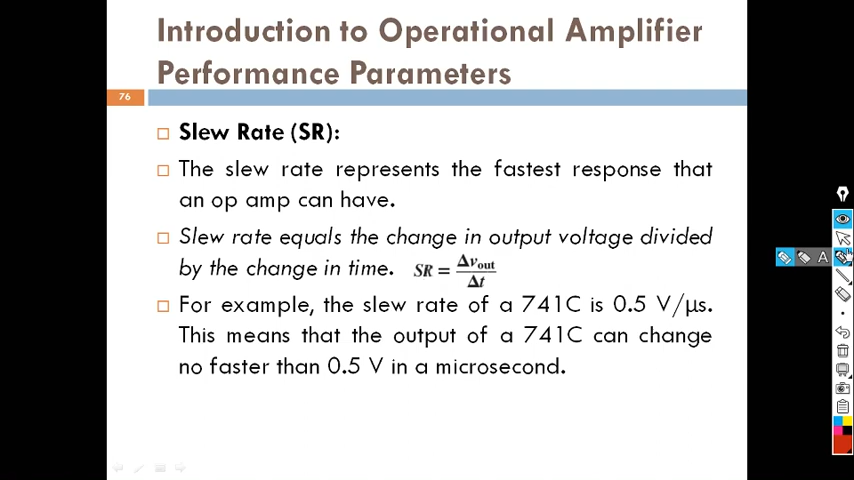 Introduction to Operational Amplifier
Performance Parameters
76
Slew Rate (SR):
The slew rate represents the fastest response that
an op amp can have.
Slew rate equals the change in output voltage divided
by the change in time. SR = Δvout/Δt
For example, the slew rate of a 741C is 0.5 V/μs.
This means that the output of a 741C can change
no faster than 0.5 V in a microsecond.
A